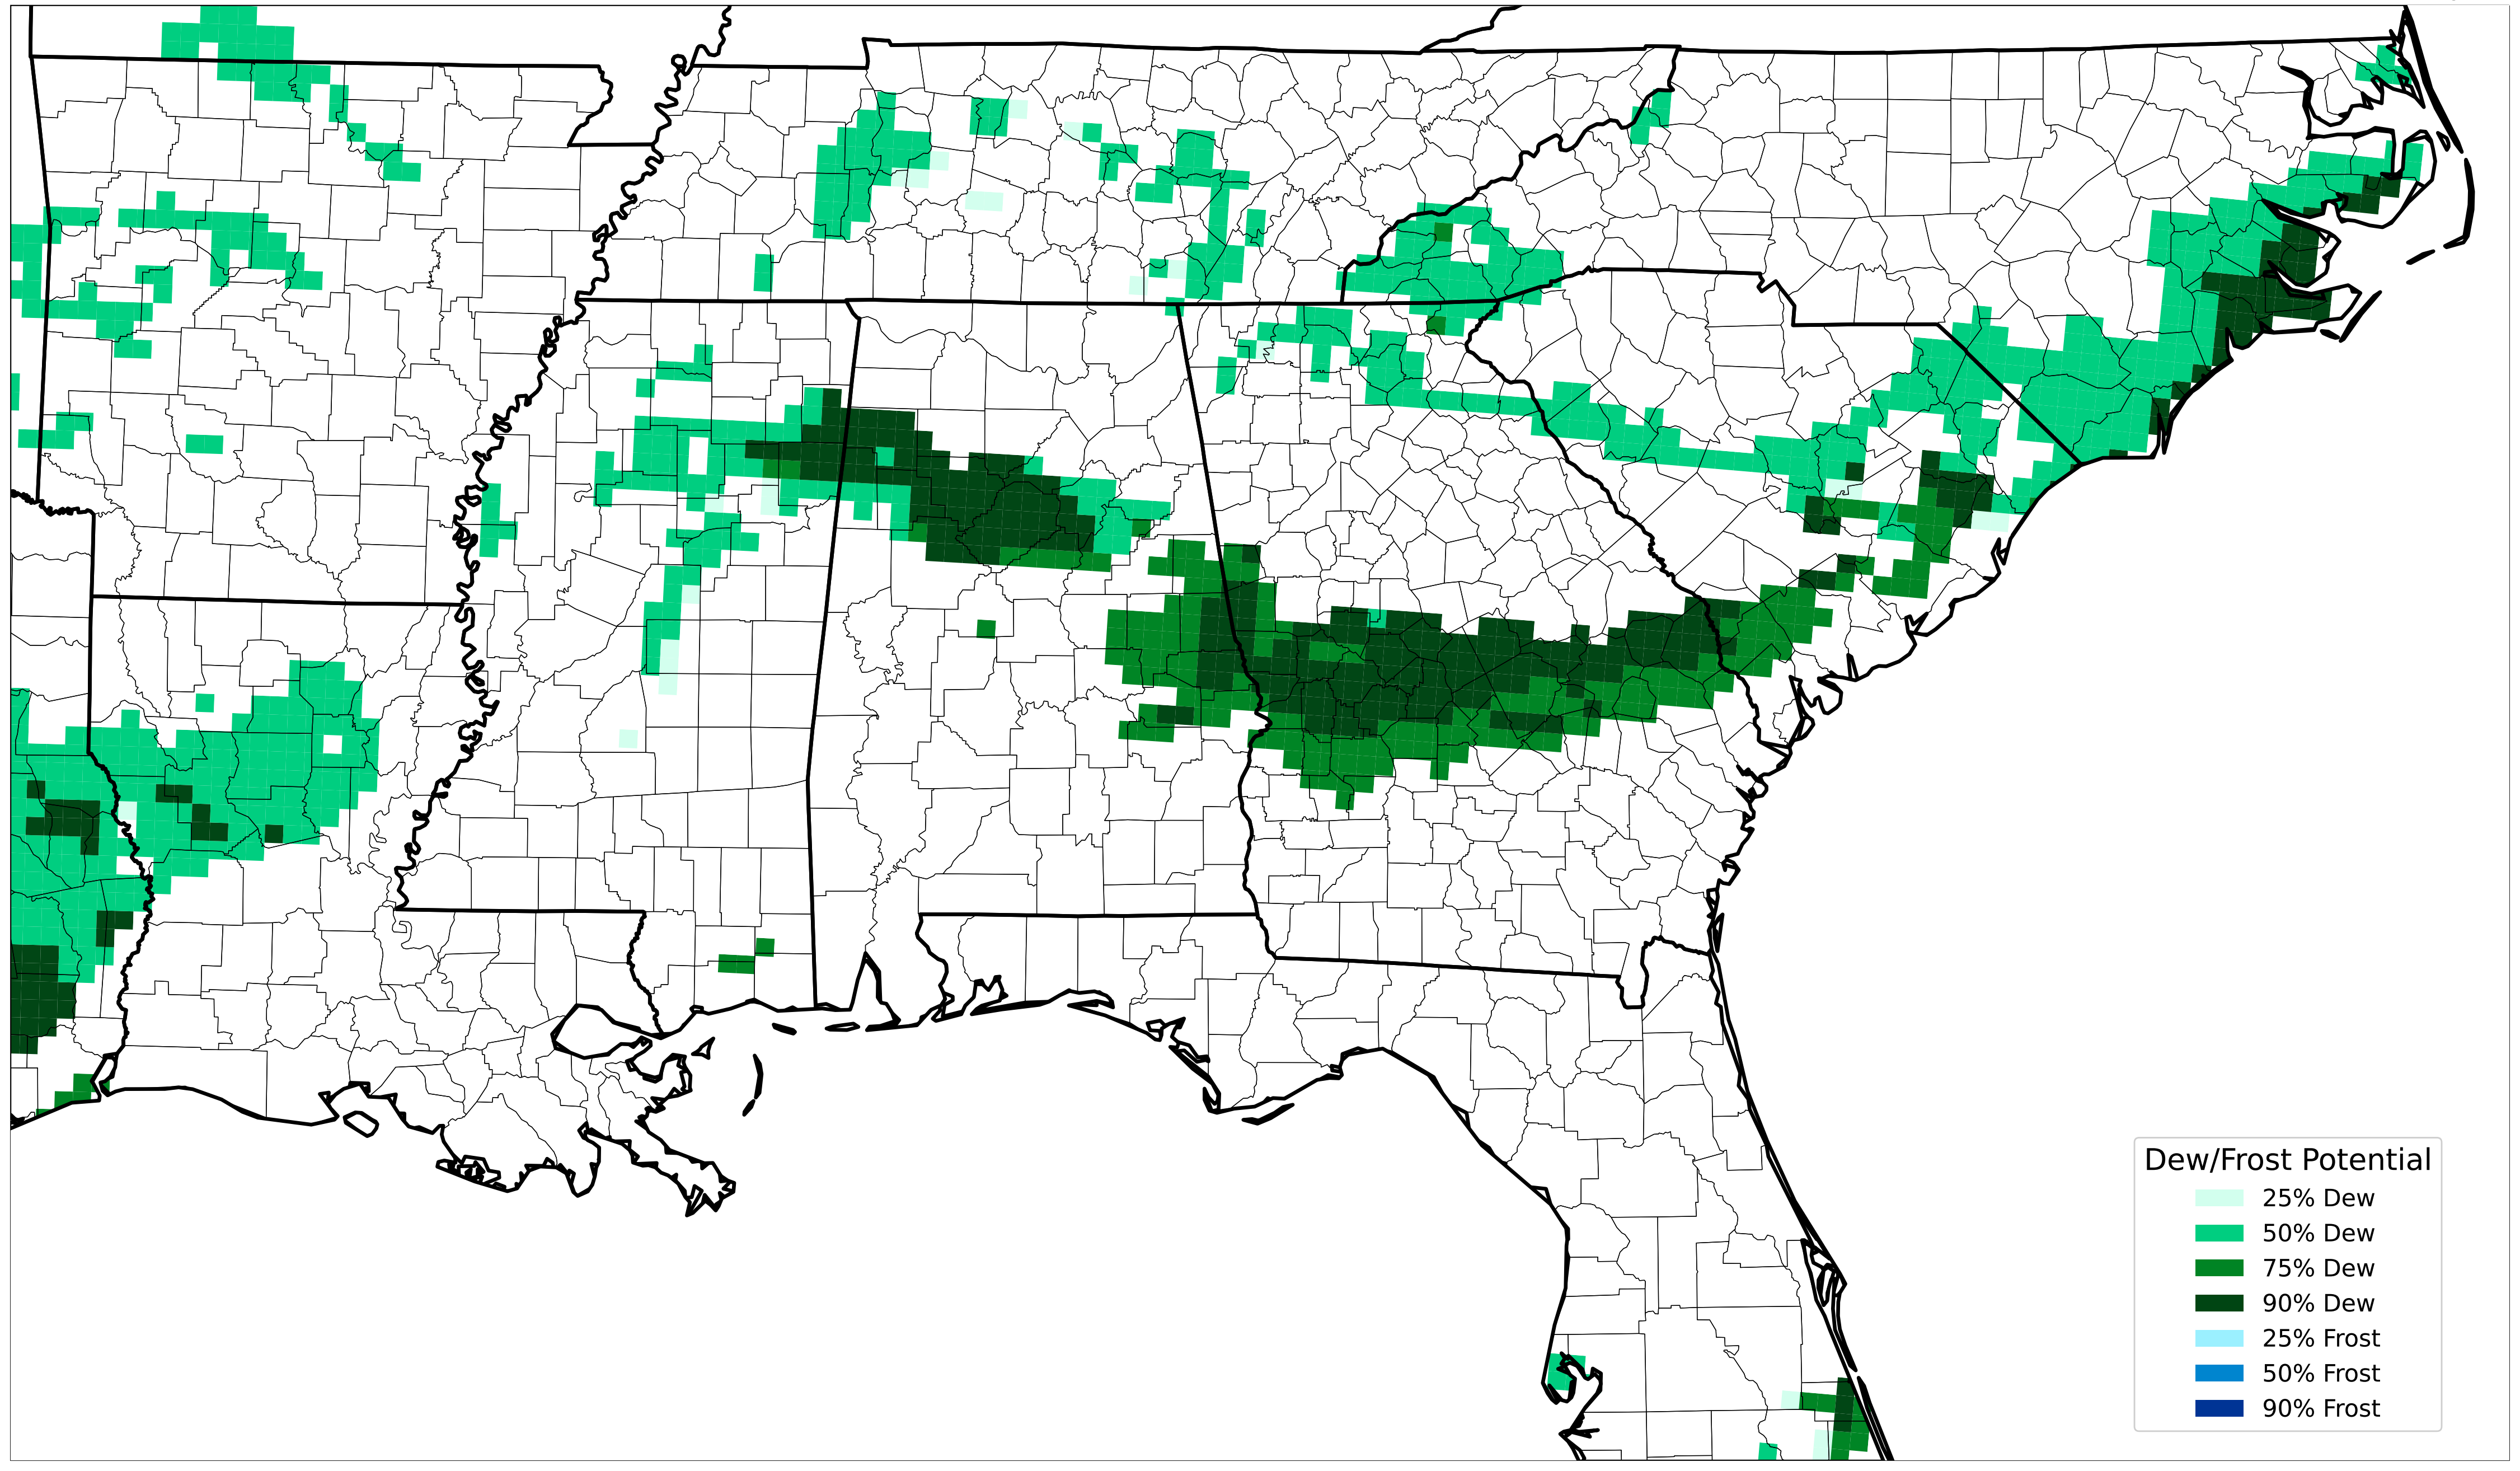 Dew/Frost Potential
25% Dew
50% Dew
75% Dew
90% Dew
25% Frost
50% Frost
90% Frost